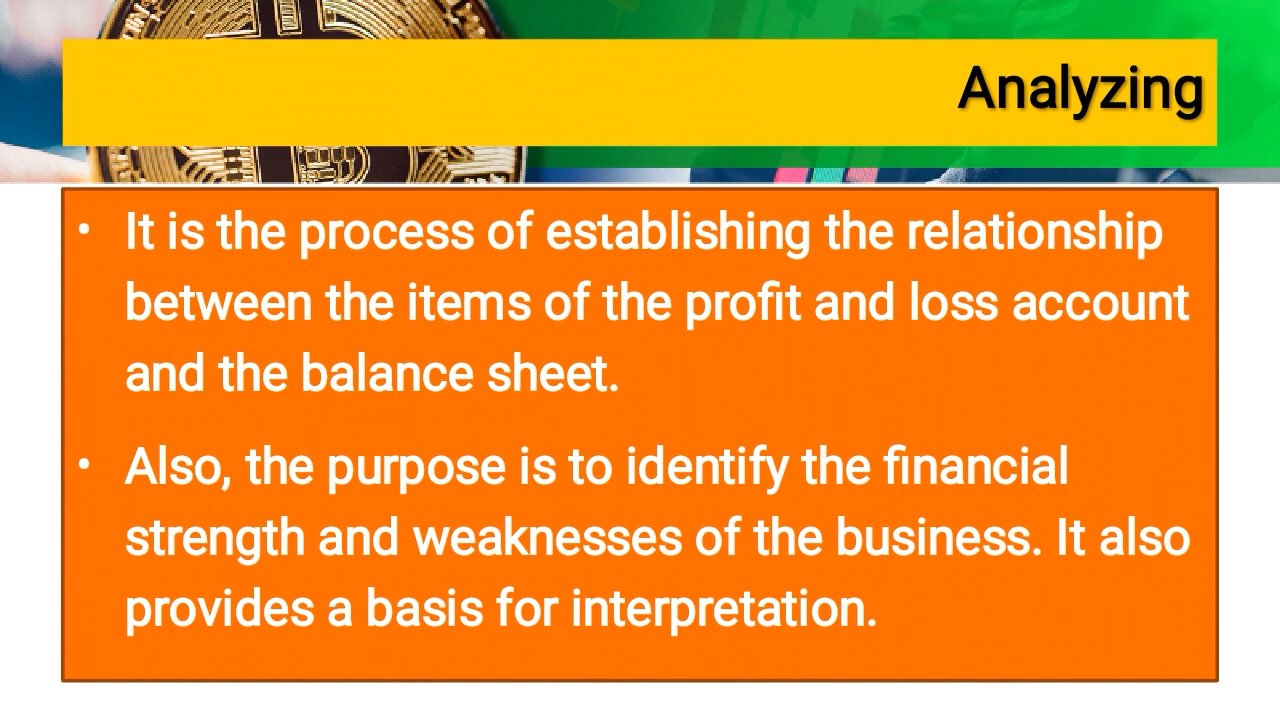 Analyzing
• It is the process of establishing the relationship
between the items of the profit and loss account
and the balance sheet.
• Also, the purpose is to identify the financial
strength and weaknesses of the business. It also
provides a basis for interpretation.